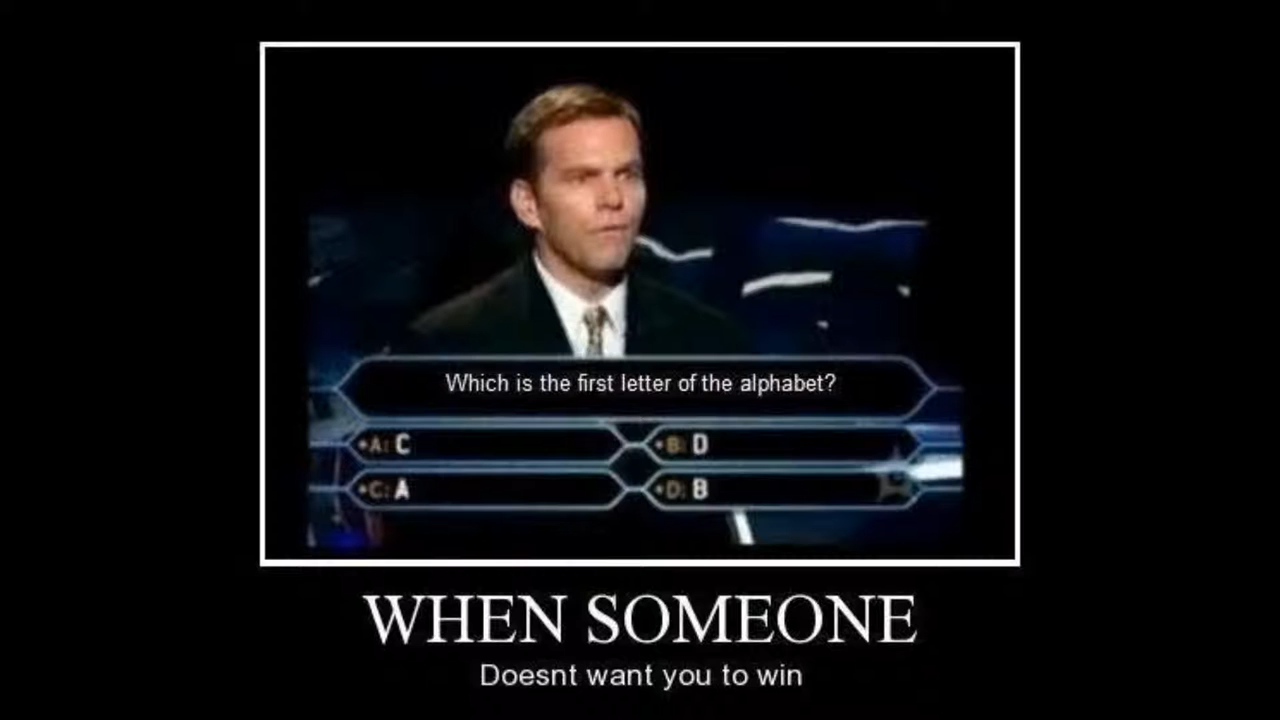 Which is the first letter of the alphabet?
A: C
B: D
C: A
D: B
WHEN SOMEONE
Doesnt want you to win